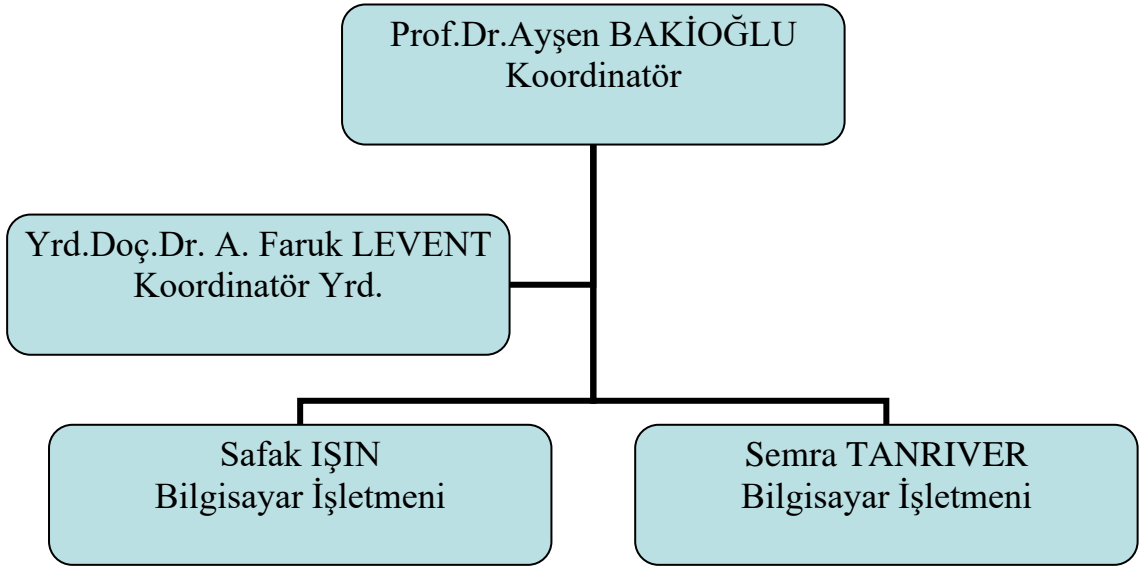 Prof.Dr.Ayşen BAKİOĞLU
Koordinatör
Yrd.Doç.Dr. A. Faruk LEVENT
Koordinatör Yrd.
Safak IŞIN
Bilgisayar İşletmeni
Semra TANRIVER
Bilgisayar İşletmeni